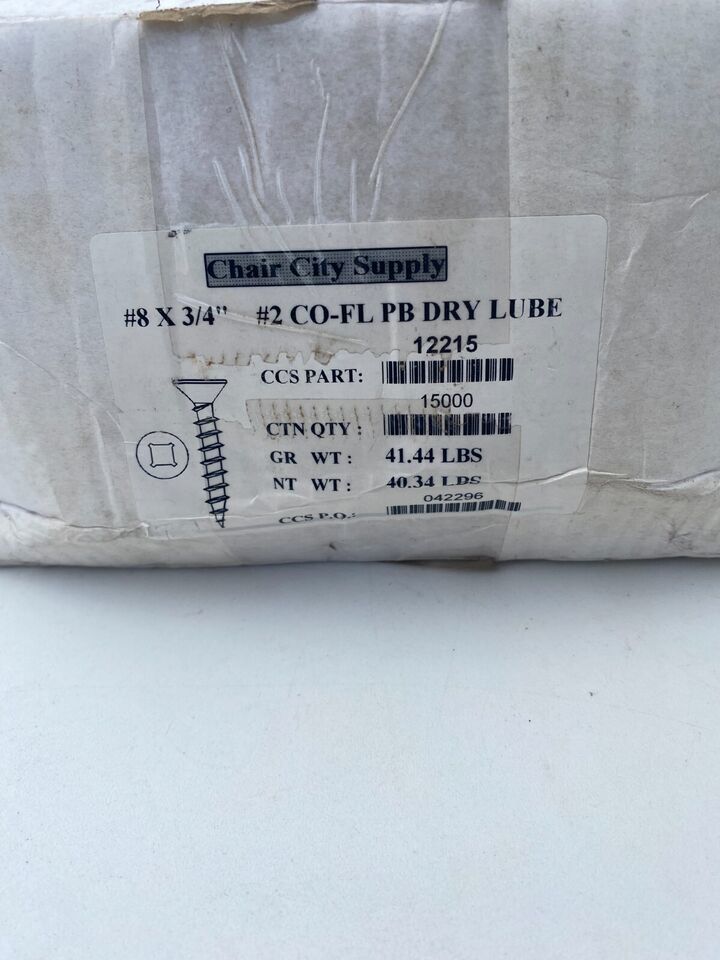 Chair City Supply
#8 X 3/4" #2 CO-FL PB DRY LUBE
12215
CCS PART:
15000
CTN QTY :
GR WT : 41.44 LBS
NT WT : 40.34 LBS
042296
CCS P.O.: